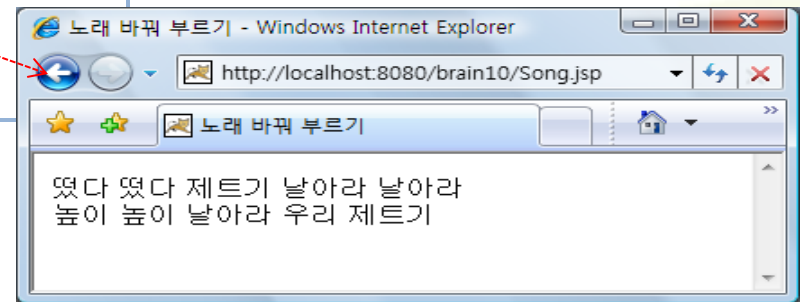 노래 바꿔 부르기 - Windows Internet Explorer
http://localhost:8080/brain10/Song.jsp
노래 바꿔 부르기
떴다 떴다 제트기 날아라 날아라
높이 높이 날아라 우리 제트기